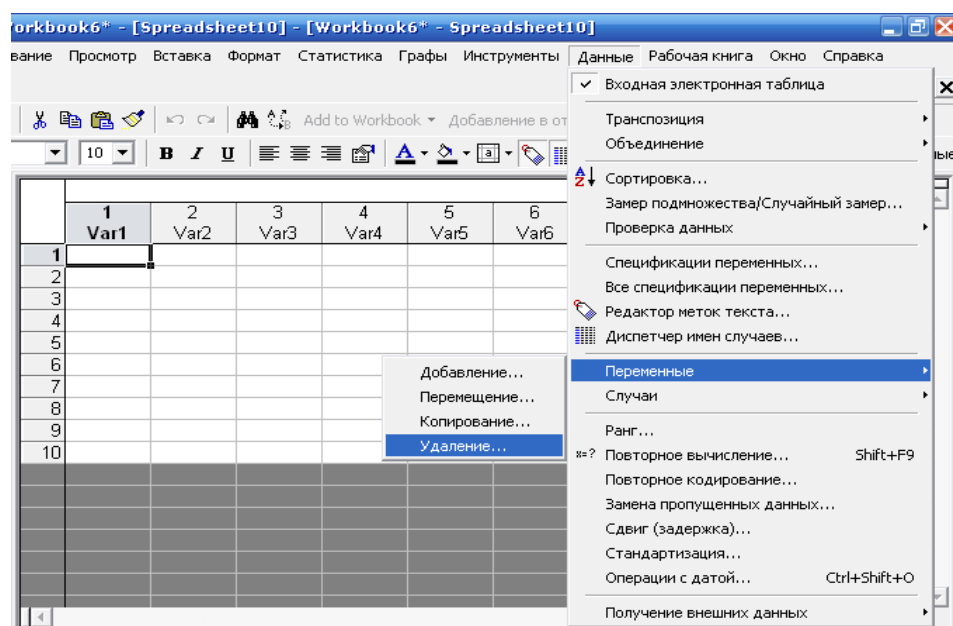 orkbook6* - [Spreadsheet10] - [Workbook6* - Spreadsheet10]
вание Просмотр Вставка Формат Статистика Графы Инструменты Данные Рабочая книга Окно Справка
Add to Workbook Добавление в от
10 B I U A a ые
1 2 3 4 5 6
Var1 Var2 Var3 Var4 Var5 Var6
1
2
3
4
5
6
7
8
9
10
Добавление...
Перемещение...
Копирование...
Удаление...
Входная электронная таблица
Транспозиция
Объединение
Сортировка...
Замер подмножества/Случайный замер...
Проверка данных
Спецификации переменных...
Все спецификации переменных...
Редактор меток текста...
Диспетчер имен случаев...
Переменные
Случаи
Ранг...
x=? Повторное вычисление... Shift+F9
Повторное кодирование...
Замена пропущенных данных...
Сдвиг (задержка)...
Стандартизация...
Операции с датой... Ctrl+Shift+O
Получение внешних данных